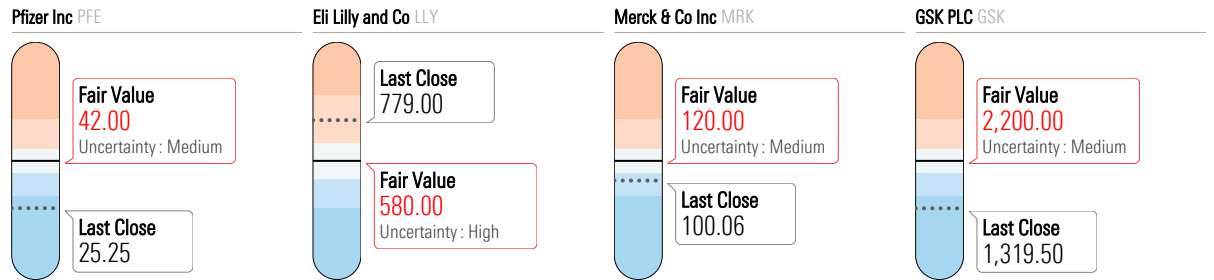 Pfizer Inc PFE
Fair Value
42.00
Uncertainty : Medium
Last Close
25.25
Eli Lilly and Co LLY
Last Close
779.00
Fair Value
580.00
Uncertainty : High
Merck & Co Inc MRK
Fair Value
120.00
Uncertainty : Medium
Last Close
100.06
GSK PLC GSK
Fair Value
2,200.00
Uncertainty : Medium
Last Close
1,319.50